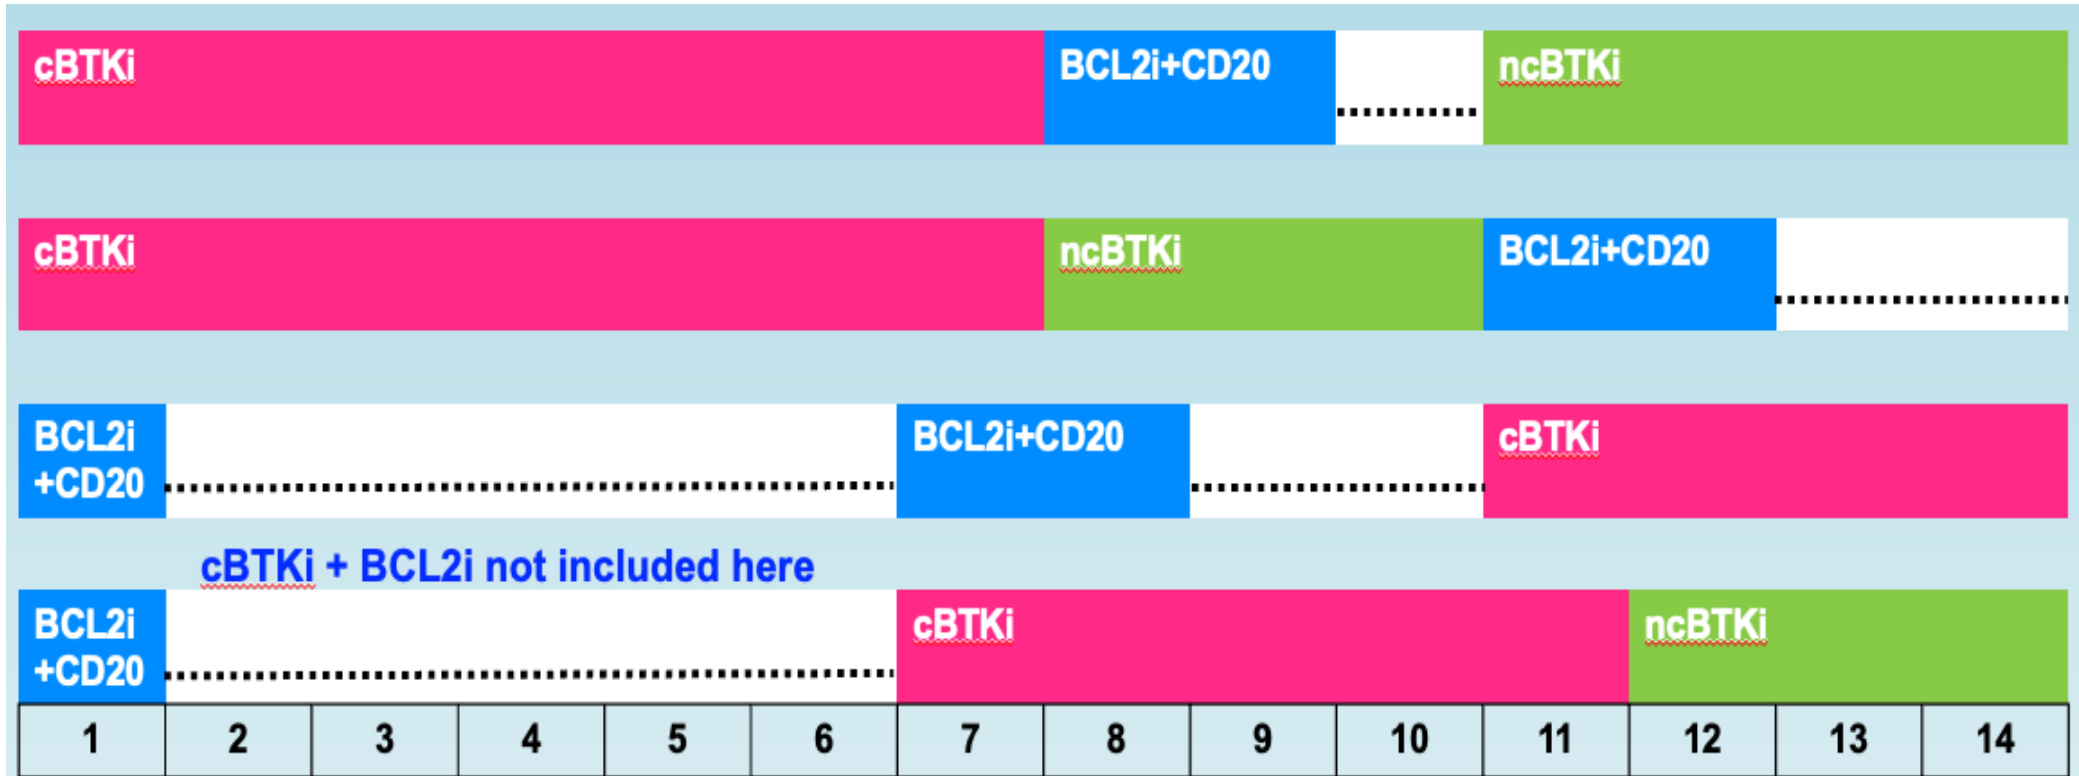 cBTKi BCL2i+CD20 ncBTKi
cBTKi ncBTKi BCL2i+CD20
BCL2i BCL2i+CD20 cBTKi
+CD20
cBTKi + BCL2i not included here
BCL2i cBTKi ncBTKi
+CD20
1 2 3 4 5 6 7 8 9 10 11 12 13 14